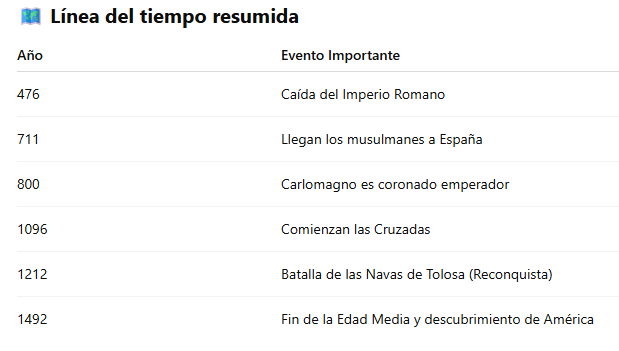 Línea del tiempo resumida
Año Evento Importante
476 Caída del Imperio Romano
711 Llegan los musulmanes a España
800 Carlomagno es coronado emperador
1096 Comienzan las Cruzadas
1212 Batalla de las Navas de Tolosa (Reconquista)
1492 Fin de la Edad Media y descubrimiento de América